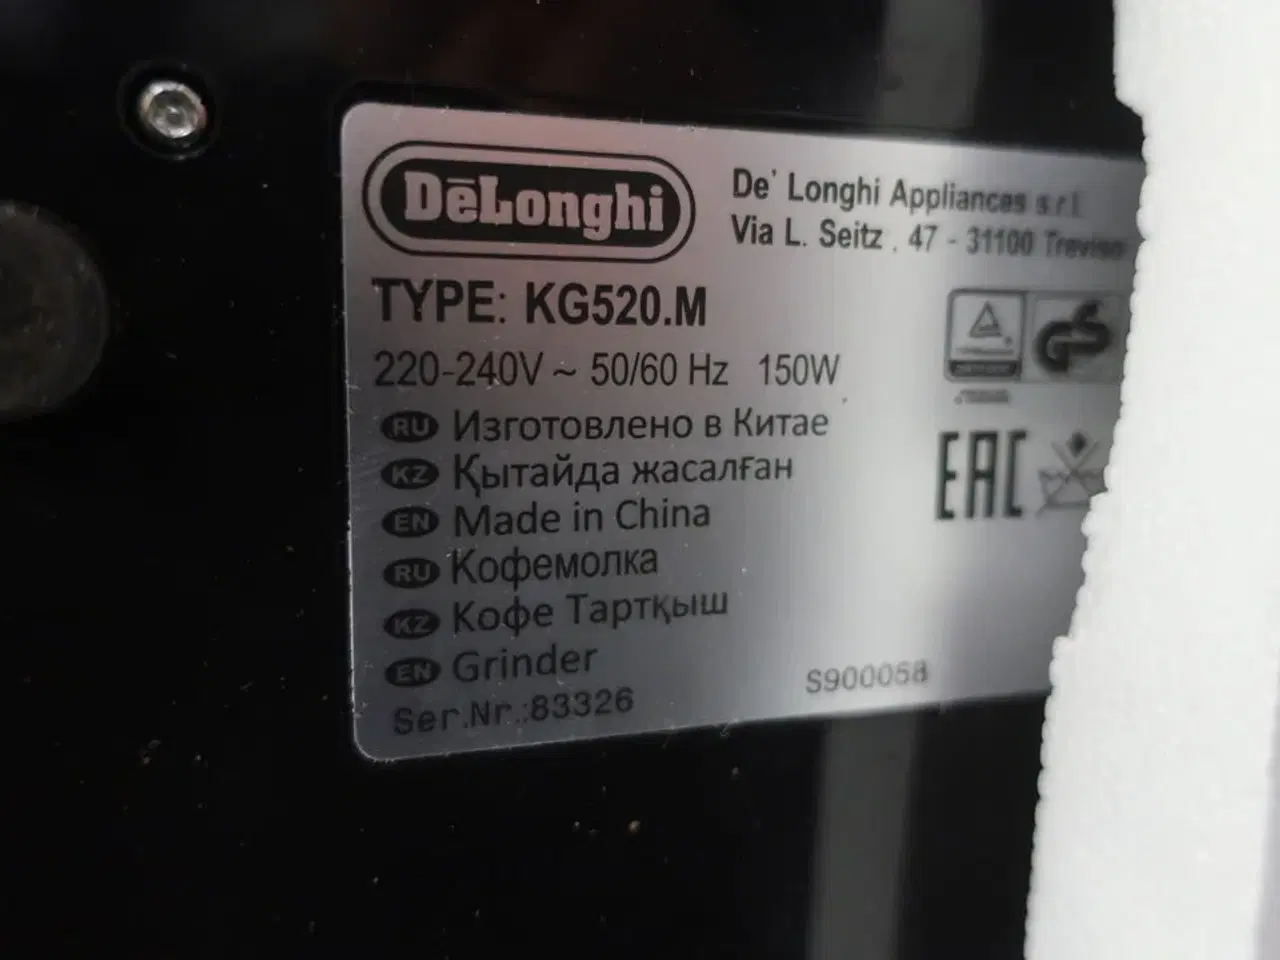 DēLonghi
De' Longhi Appliances s.r.l.
Via L. Seitz , 47 - 31100 Treviso
TYPE: KG520.M
220-240V ~ 50/60 Hz 150W
RU Изготовлено в Китае
KZ Қытайда жасалған
EN Made in China
RU Кофемолка
KZ Кофе Тартқыш
EN Grinder
Ser.Nr.:83326
S900058
EAC